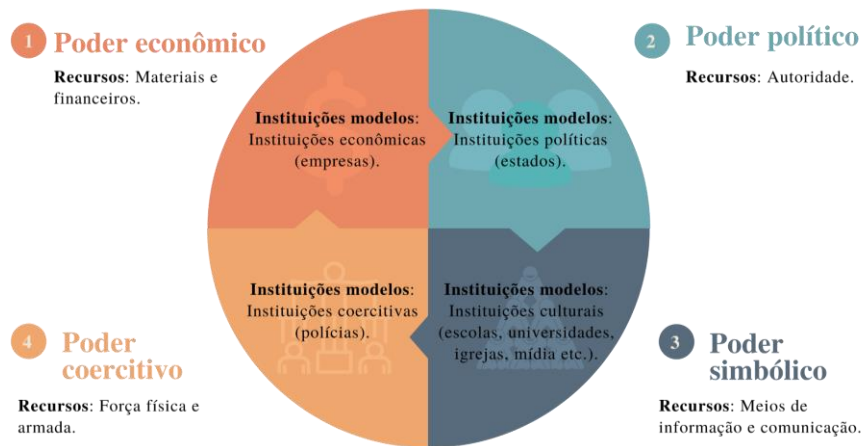 1 Poder econômico
Recursos: Materiais e
financeiros.
2 Poder político
Recursos: Autoridade.
Instituições modelos:
Instituições econômicas
(empresas).
Instituições modelos:
Instituições políticas
(estados).
Instituições modelos:
Instituições coercitivas
(polícias).
Instituições modelos:
Instituições culturais
(escolas, universidades,
igrejas, mídia etc.).
4 Poder
coercitivo
Recursos: Força física e
armada.
3 Poder
simbólico
Recursos: Meios de
informação e comunicação.